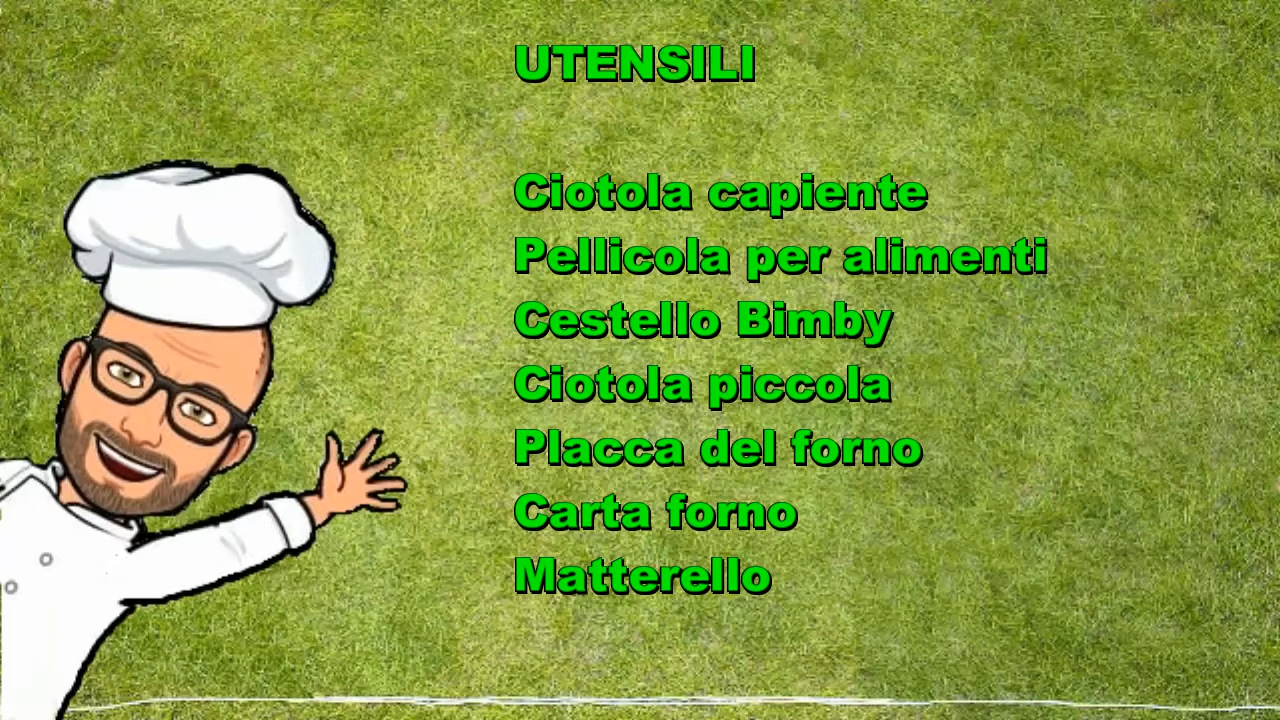 UTENSILI
Ciotola capiente
Pellicola per alimenti
Cestello Bimby
Ciotola piccola
Placca del forno
Carta forno
Matterello